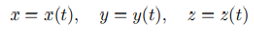 x = x(t), y = y(t), z = z(t)